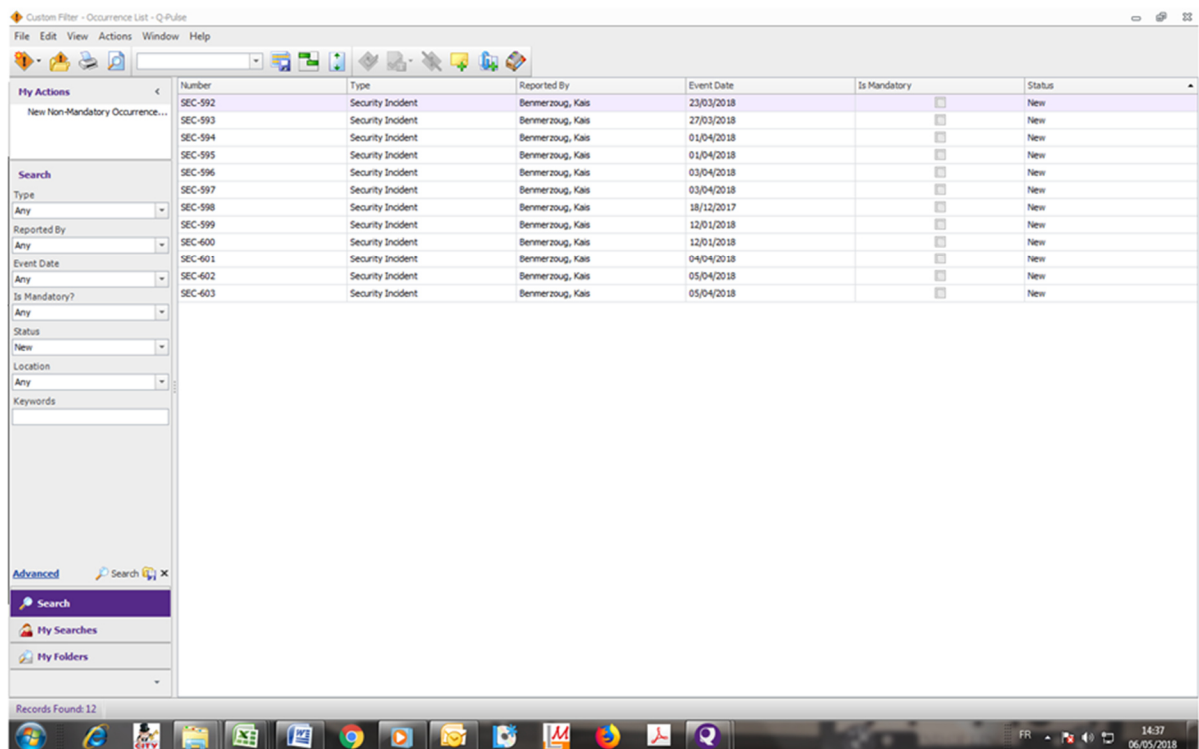 Custom Filter - Occurrence List - Q-Pulse
File Edit View Actions Window Help
My Actions <
New Non-Mandatory Occurrence...
Search
Type
Any
Reported By
Any
Event Date
Any
Is Mandatory?
Any
Status
New
Location
Any
Keywords
Advanced Search
Search
My Searches
My Folders
Number Type Reported By Event Date Is Mandatory Status
SEC-592 Security Incident Benmerzoug, Kais 23/03/2018 New
SEC-593 Security Incident Benmerzoug, Kais 27/03/2018 New
SEC-594 Security Incident Benmerzoug, Kais 01/04/2018 New
SEC-595 Security Incident Benmerzoug, Kais 01/04/2018 New
SEC-596 Security Incident Benmerzoug, Kais 03/04/2018 New
SEC-597 Security Incident Benmerzoug, Kais 03/04/2018 New
SEC-598 Security Incident Benmerzoug, Kais 18/12/2017 New
SEC-599 Security Incident Benmerzoug, Kais 12/01/2018 New
SEC-600 Security Incident Benmerzoug, Kais 12/01/2018 New
SEC-601 Security Incident Benmerzoug, Kais 04/04/2018 New
SEC-602 Security Incident Benmerzoug, Kais 05/04/2018 New
SEC-603 Security Incident Benmerzoug, Kais 05/04/2018 New
Records Found: 12
CITY
FR 14:37
06/05/2018